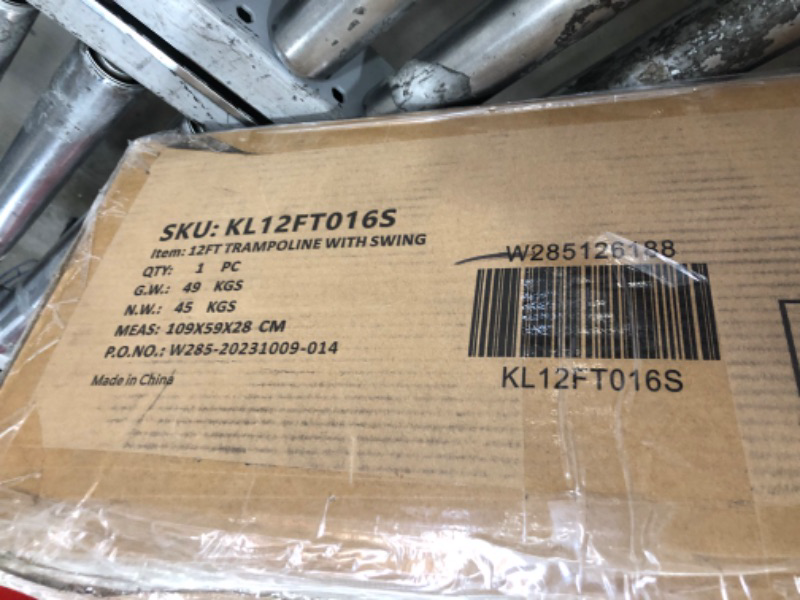 SKU: KL12FT016S
Item: 12FT TRAMPOLINE WITH SWING
QTY: 1 PC
G.W.: 49 KGS
N.W.: 45 KGS
MEAS: 109X59X28 CM
P.O.NO.: W285-20231009-014
Made in China
W285126188
KL12FT016S